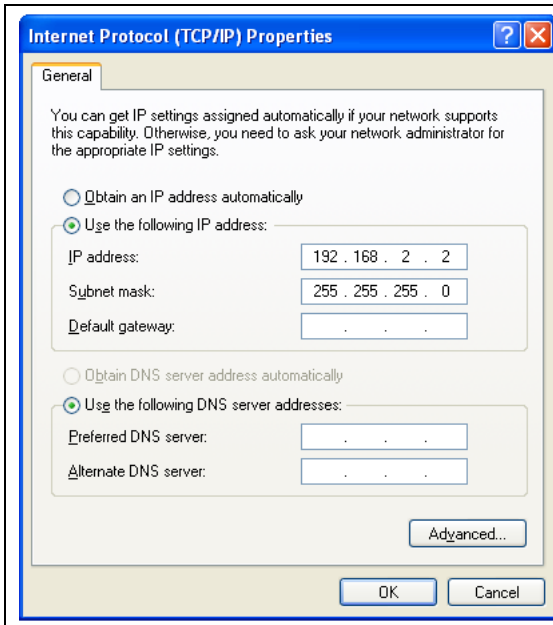 Internet Protocol (TCP/IP) Properties
General
You can get IP settings assigned automatically if your network supports
this capability. Otherwise, you need to ask your network administrator for
the appropriate IP settings.
Obtain an IP address automatically
Use the following IP address:
IP address: 192 . 168 . 2 . 2
Subnet mask: 255 . 255 . 255 . 0
Default gateway: . . .
Obtain DNS server address automatically
Use the following DNS server addresses:
Preferred DNS server: . . .
Alternate DNS server: . . .
Advanced...
OK Cancel